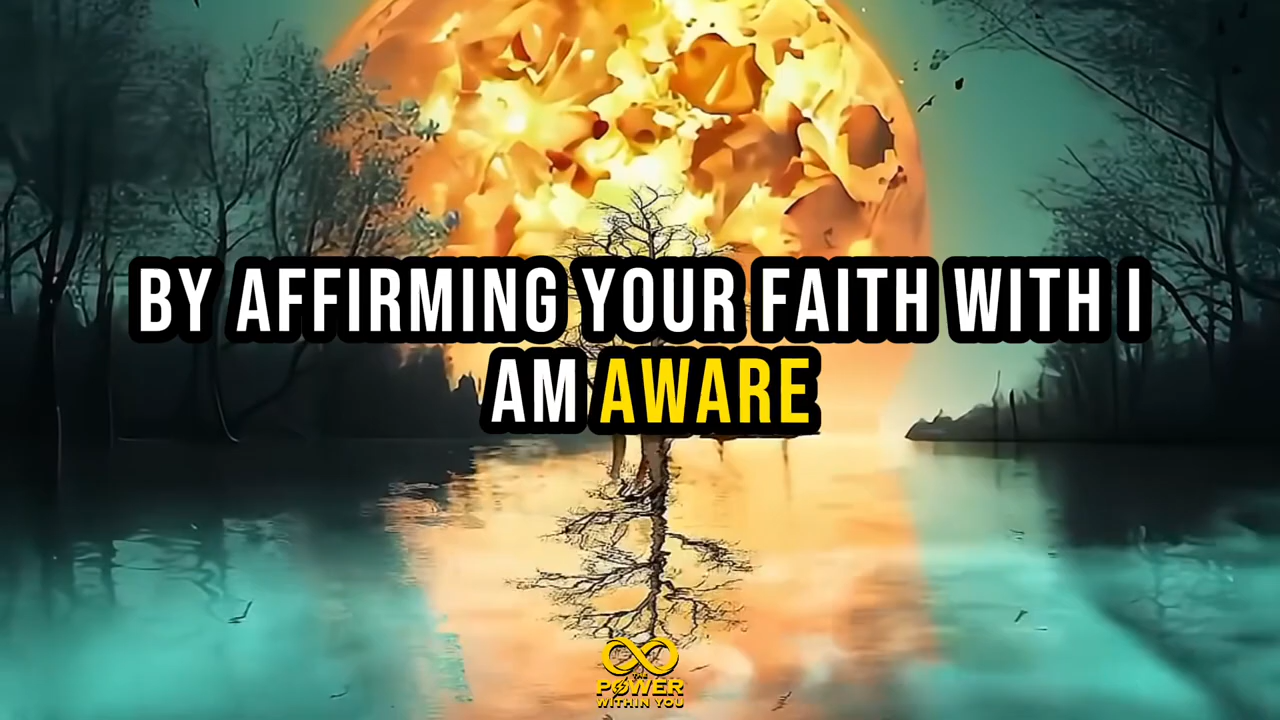 BY AFFIRMING YOUR FAITH WITH I
AM AWARE
THE
POWER
WITHIN YOU